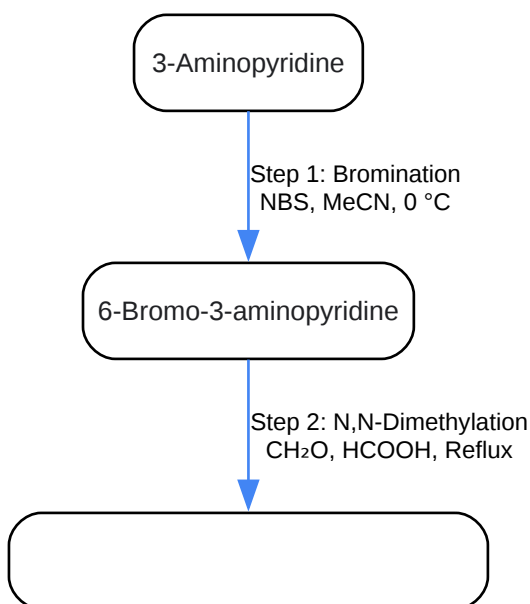 3-Aminopyridine
Step 1: Bromination
NBS, MeCN, 0 °C
6-Bromo-3-aminopyridine
Step 2: N,N-Dimethylation
CH₂O, HCOOH, Reflux